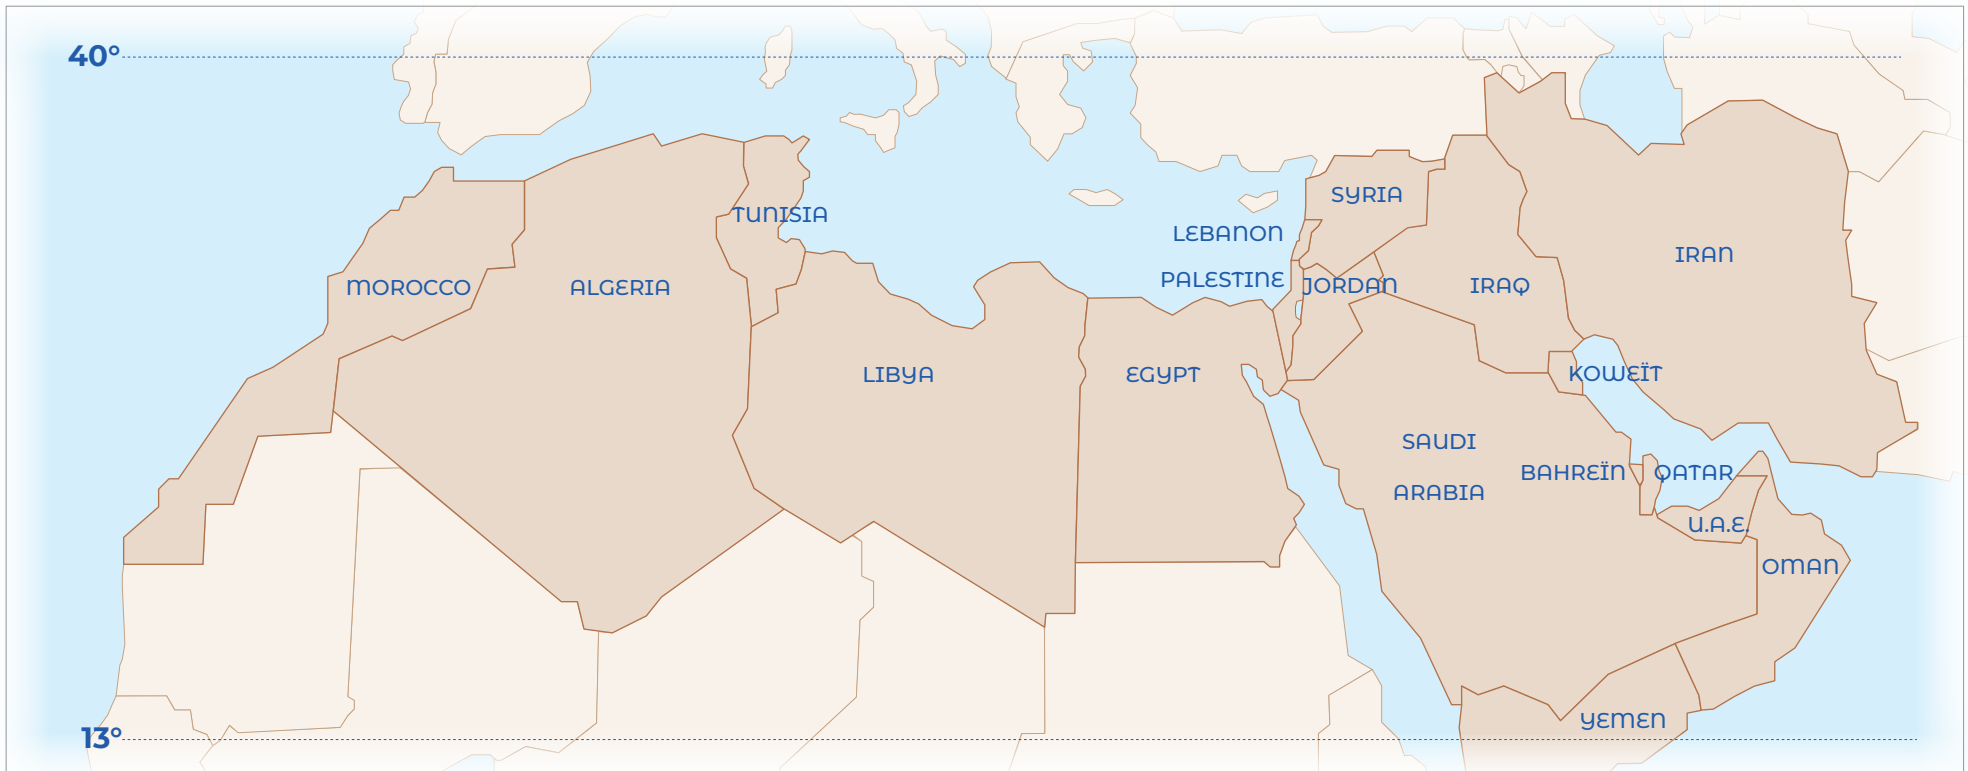 40°
SYRIA
TUNISIA
LEBANON
IRAN
PALESTINE
JORDAN
IRAQ
MOROCCO
ALGERIA
LIBYA
EGYPT
KOWEÏT
SAUDI
ARABIA
BAHREÏN
QATAR
U.A.E.
OMAN
YEMEN
13°